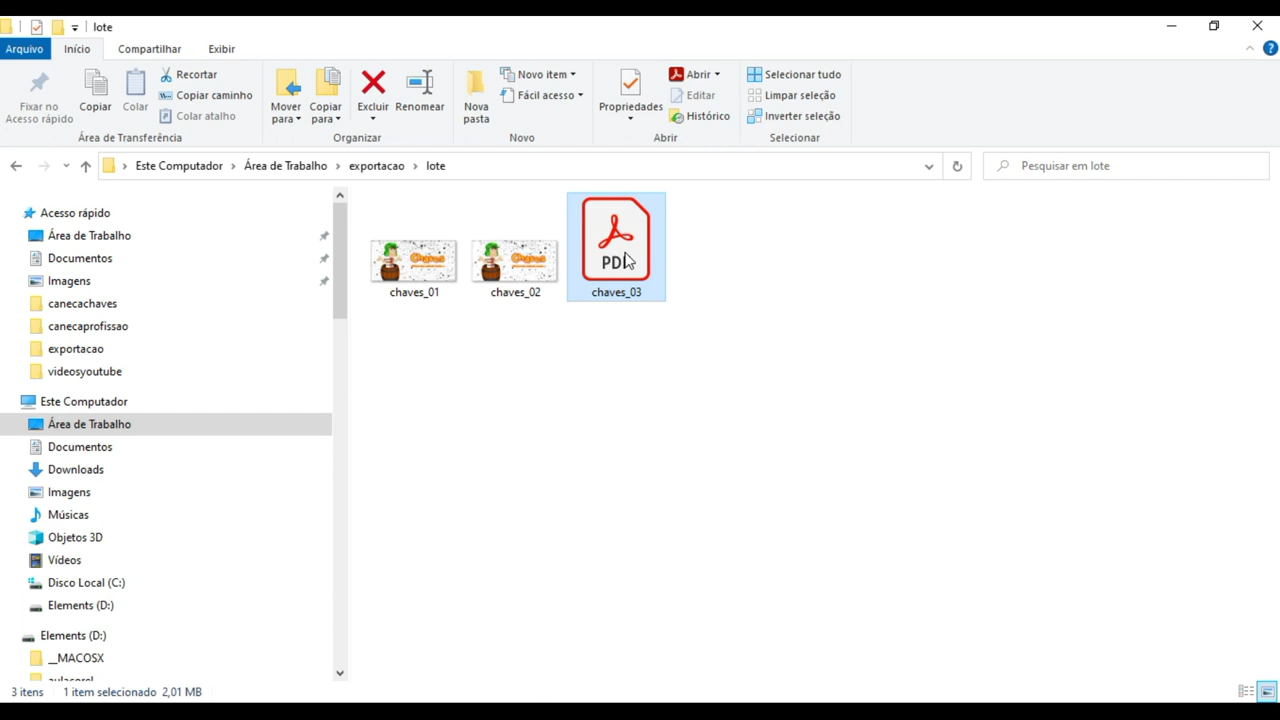 lote
Arquivo Início Compartilhar Exibir
Fixar no Acesso rápido
Copiar
Colar
Recortar
Copiar caminho
Colar atalho
Área de Transferência
Mover para
Copiar para
Excluir
Renomear
Organizar
Nova pasta
Novo item
Fácil acesso
Novo
Propriedades
Abrir
Editar
Histórico
Abrir
Selecionar tudo
Limpar seleção
Inverter seleção
Selecionar
Este Computador Área de Trabalho exportacao lote
Pesquisar em lote
Acesso rápido
Área de Trabalho
Documentos
Imagens
canecachaves
canecaprofissao
exportacao
videosyoutube
Este Computador
Área de Trabalho
Documentos
Downloads
Imagens
Músicas
Objetos 3D
Vídeos
Disco Local (C:)
Elements (D:)
Elements (D:)
__MACOSX
Chaves
chaves_01
Chaves
chaves_02
chaves_03
3 itens 1 item selecionado 2,01 MB